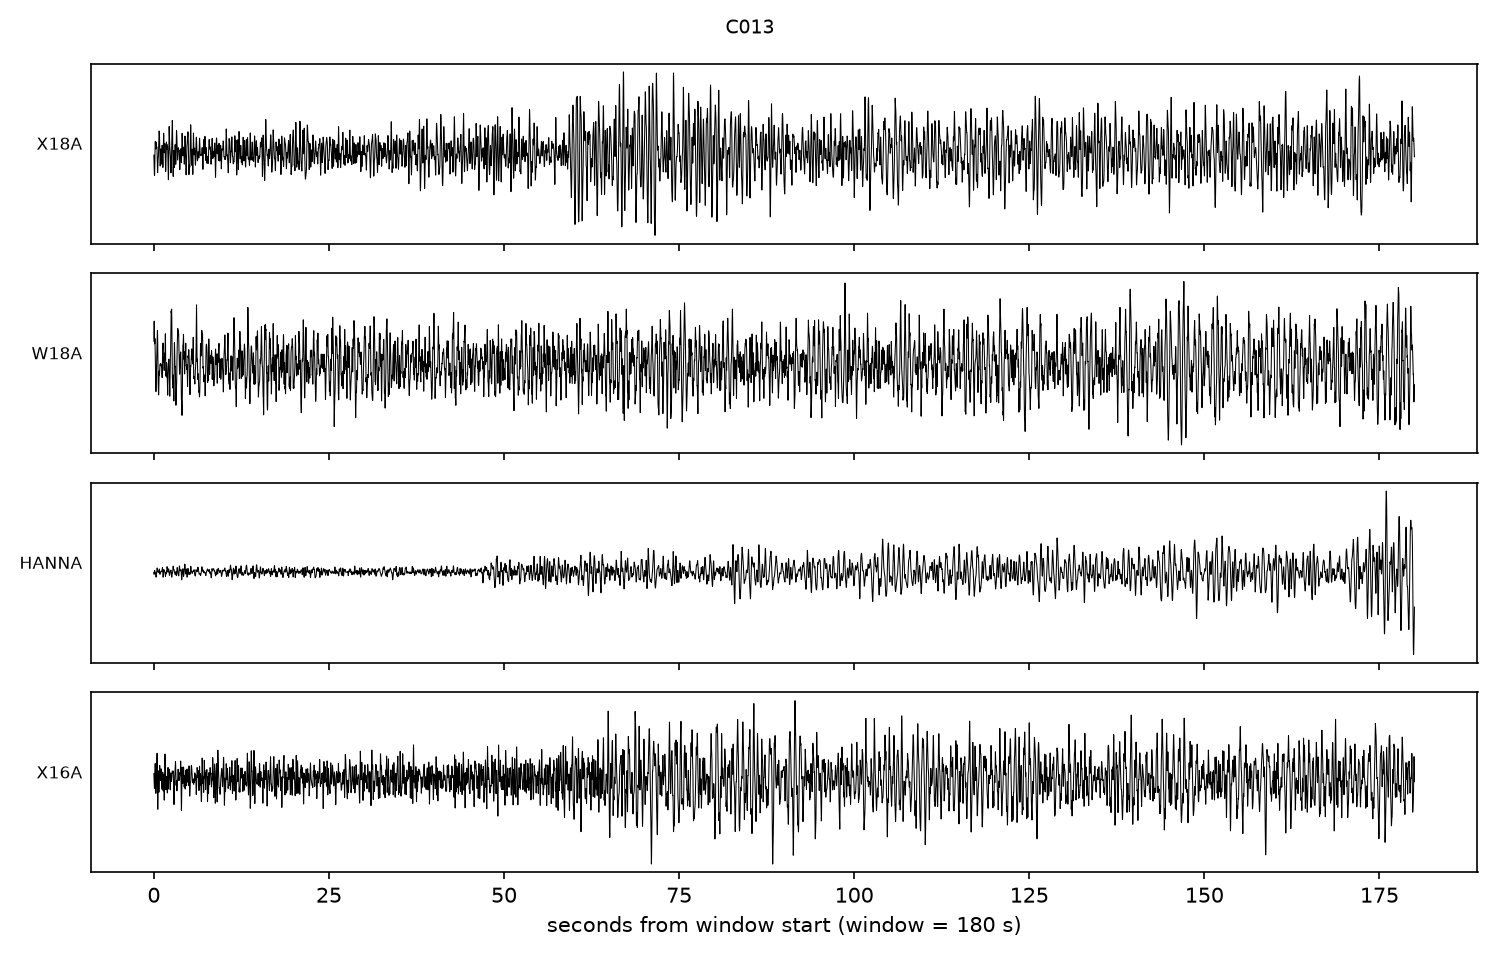 C013
X18A
W18A
HANNA
X16A
0 25 50 75 100 125 150 175
seconds from window start (window = 180 s)